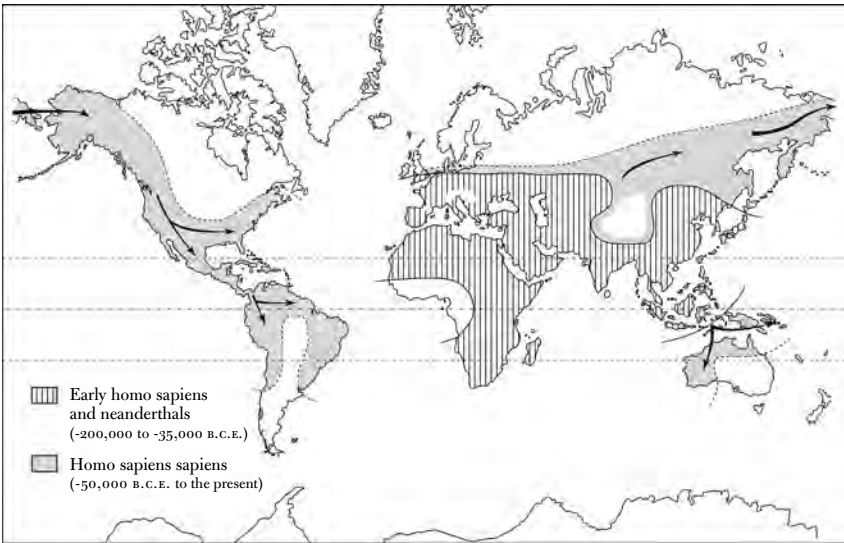 Early homo sapiens
and neanderthals
(-200,000 to -35,000 B.C.E.)
Homo sapiens sapiens
(-50,000 B.C.E. to the present)